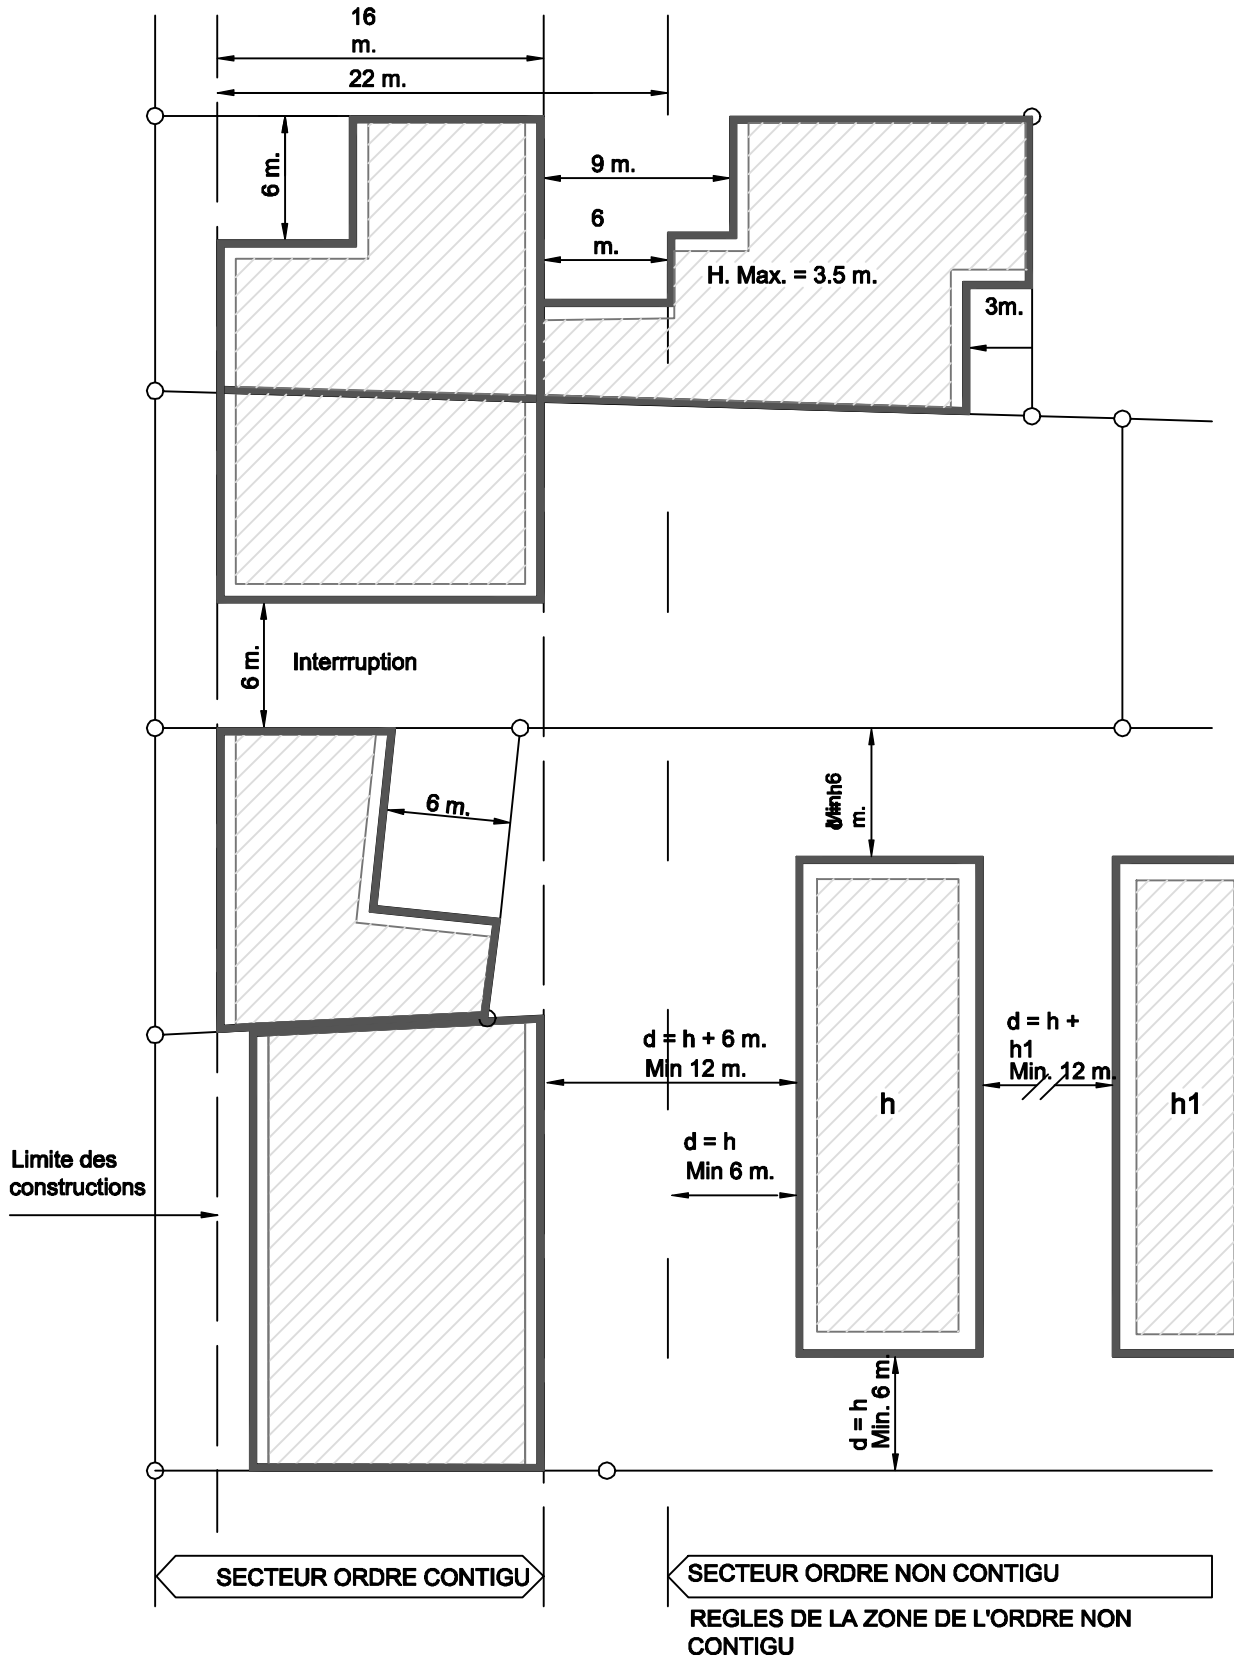 16
m.
22 m.
6 m.
9 m.
6
m.
H. Max. = 3.5 m.
3m.
6 m.
Interrruption
6 m.
m.
d = h + 6 m.
Min 12 m.
d = h +
h1
Min. 12 m.
h
h1
d = h
Min 6 m.
Limite des
constructions
d = h
Min. 6 m.
SECTEUR ORDRE CONTIGU
SECTEUR ORDRE NON CONTIGU
REGLES DE LA ZONE DE L'ORDRE NON
CONTIGU